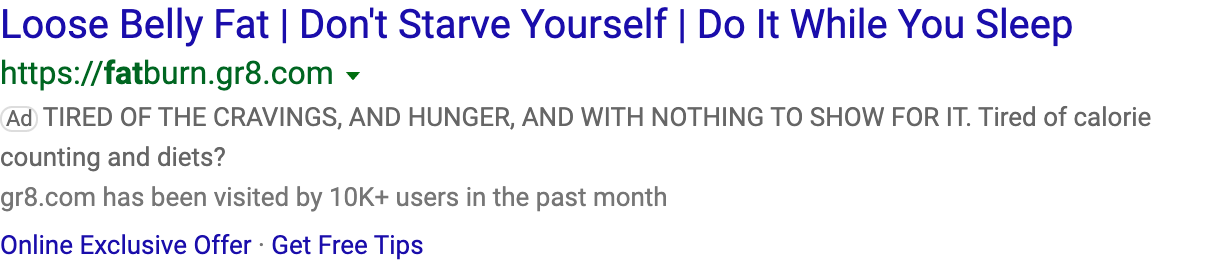 Loose Belly Fat | Don't Starve Yourself | Do It While You Sleep
https://fatburn.gr8.com
Ad TIRED OF THE CRAVINGS, AND HUNGER, AND WITH NOTHING TO SHOW FOR IT. Tired of calorie
counting and diets?
gr8.com has been visited by 10K+ users in the past month
Online Exclusive Offer · Get Free Tips